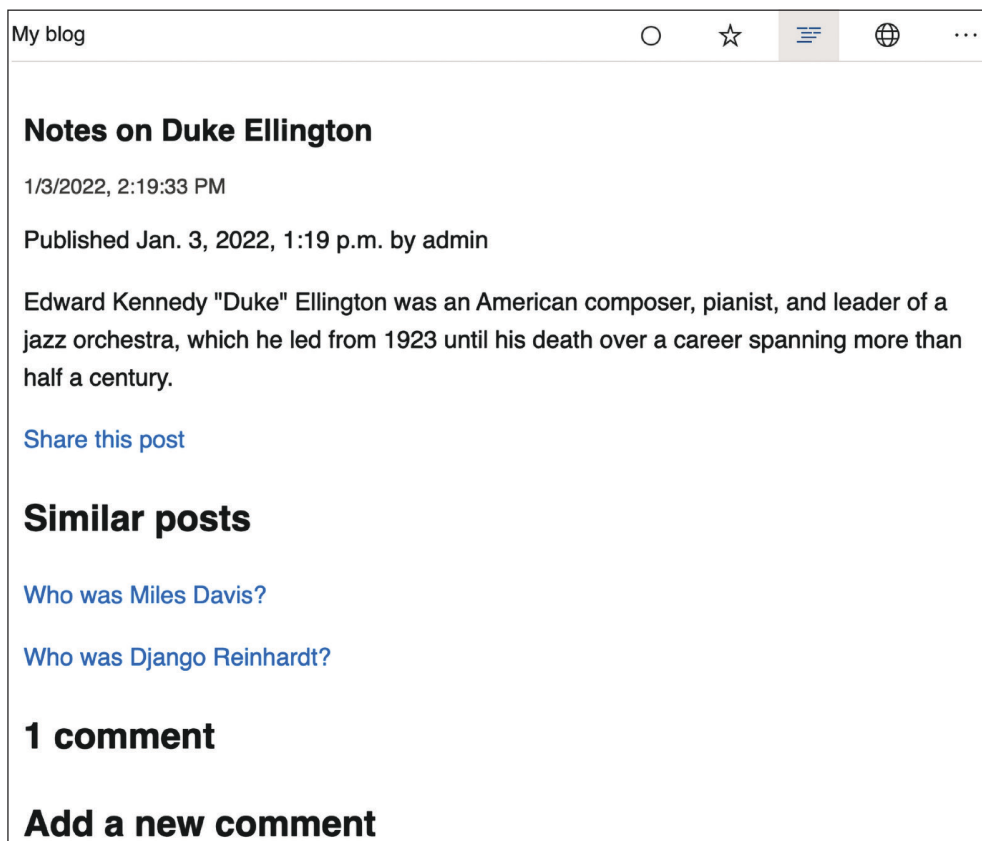 My blog
Notes on Duke Ellington
1/3/2022, 2:19:33 PM
Published Jan. 3, 2022, 1:19 p.m. by admin
Edward Kennedy "Duke" Ellington was an American composer, pianist, and leader of a
jazz orchestra, which he led from 1923 until his death over a career spanning more than
half a century.
Share this post
Similar posts
Who was Miles Davis?
Who was Django Reinhardt?
1 comment
Add a new comment